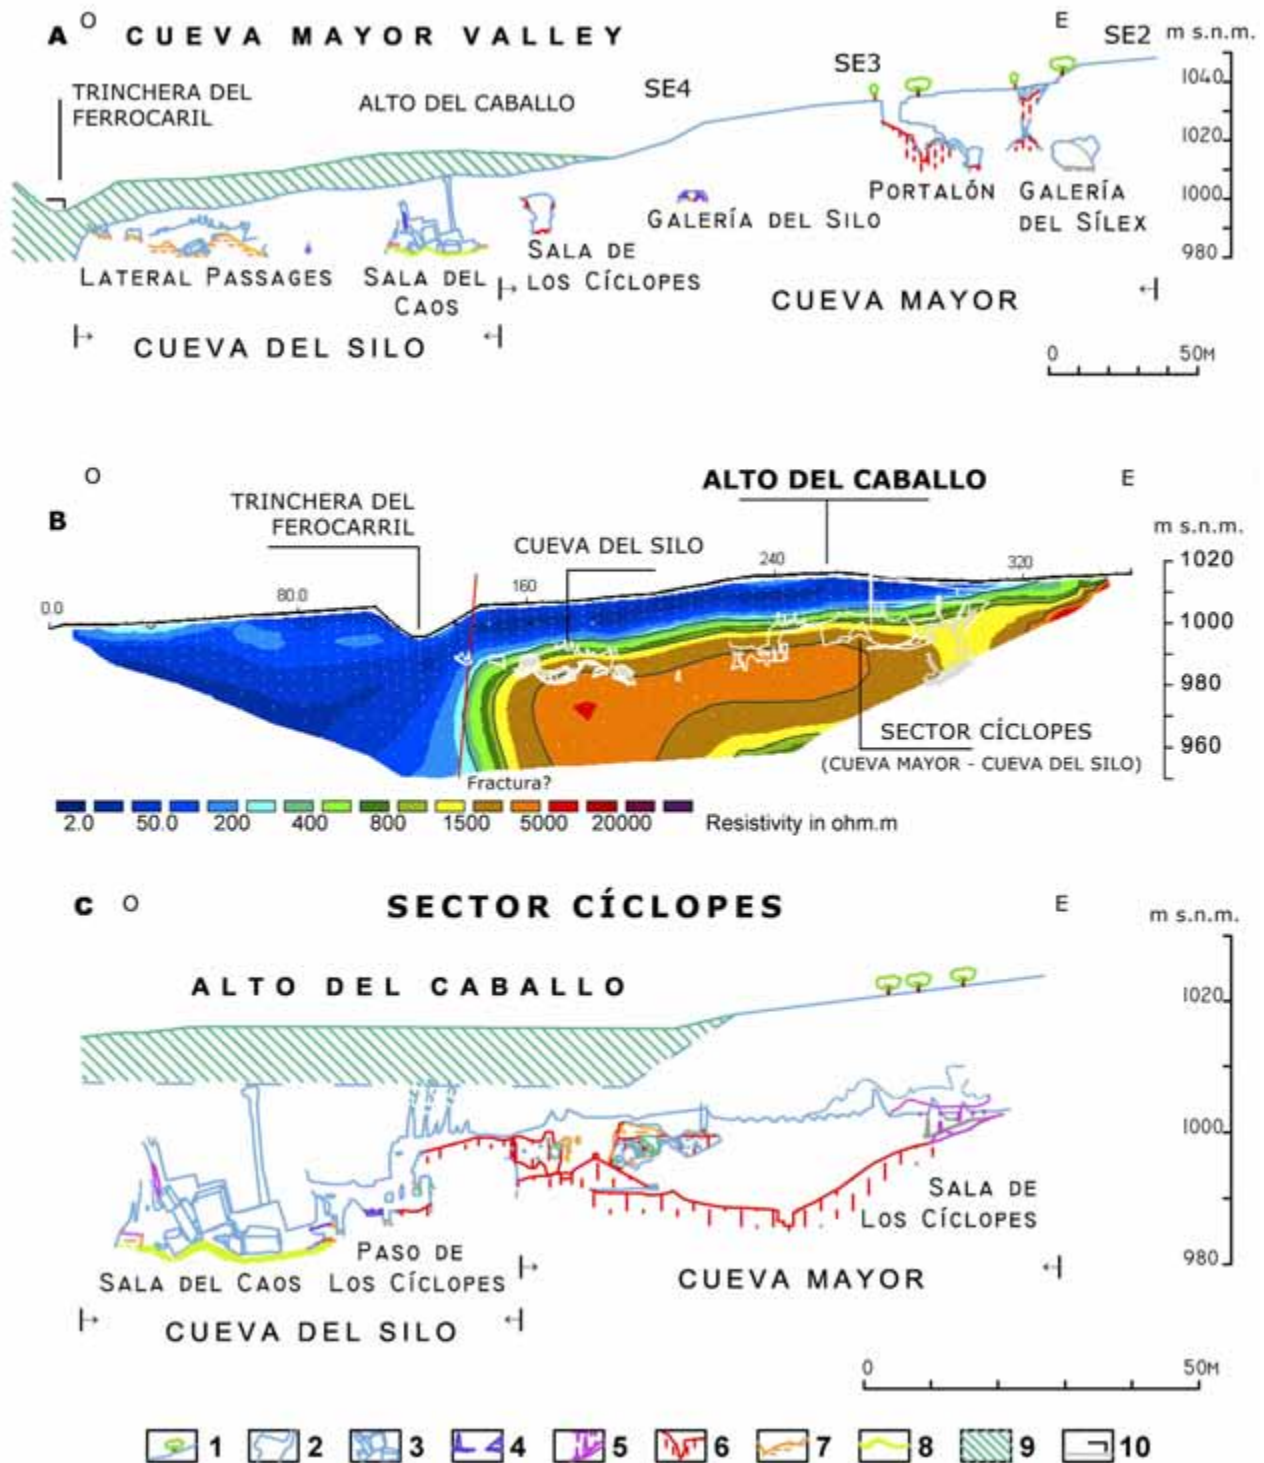 A O CUEVA MAYOR VALLEY E SE2 m s.n.m.
SE3
TRINCHERA DEL
FERROCARIL
ALTO DEL CABALLO
SE4
1040
1020
1000
980
PORTALÓN
GALERÍA
DEL SÍLEX
GALERÍA DEL SILO
SALA DE
LOS CÍCLOPES
LATERAL PASSAGES
SALA DEL
CAOS
CUEVA MAYOR
CUEVA DEL SILO
0 50M
O ALTO DEL CABALLO E
B
TRINCHERA DEL
FEROCARRIL
CUEVA DEL SILO
m s.n.m.
1020
1000
980
960
0.0 80.0 160 240 320
SECTOR CÍCLOPES
(CUEVA MAYOR - CUEVA DEL SILO)
Fractura?
2.0 50.0 200 400 800 1500 5000 20000 Resistivity in ohm.m
C O SECTOR CÍCLOPES E
m s.n.m.
ALTO DEL CABALLO
1020
1000
980
SALA DE
LOS CÍCLOPES
PASO DE
LOS CÍCLOPES
SALA DEL CAOS
CUEVA MAYOR
CUEVA DEL SILO
0 50M
1 2 3 4 5 6 7 8 9 10